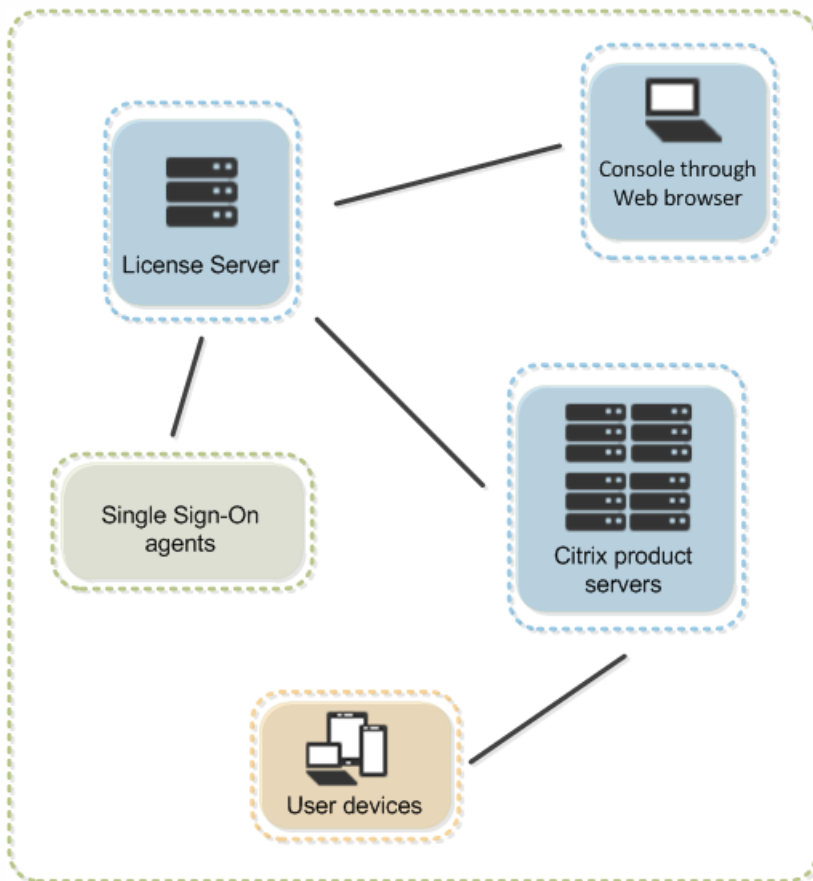 Console through
Web browser
License Server
Single Sign-On
agents
Citrix product
servers
User devices